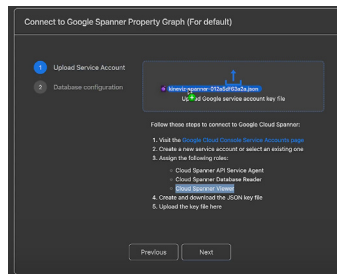 Connect to Google Spanner Property Graph (For default)
1 Upload Service Account
2 Database configuration
kineviz-spanner-012a8df63a2a.json
Upload Google service account key file
Follow these steps to connect to Google Cloud Spanner:
1. Visit the Google Cloud Console Service Accounts page
2. Create a new service account or select an existing one
3. Assign the following roles:
Cloud Spanner API Service Agent
Cloud Spanner Database Reader
Cloud Spanner Viewer
4. Create and download the JSON key file
5. Upload the key file here
Previous
Next